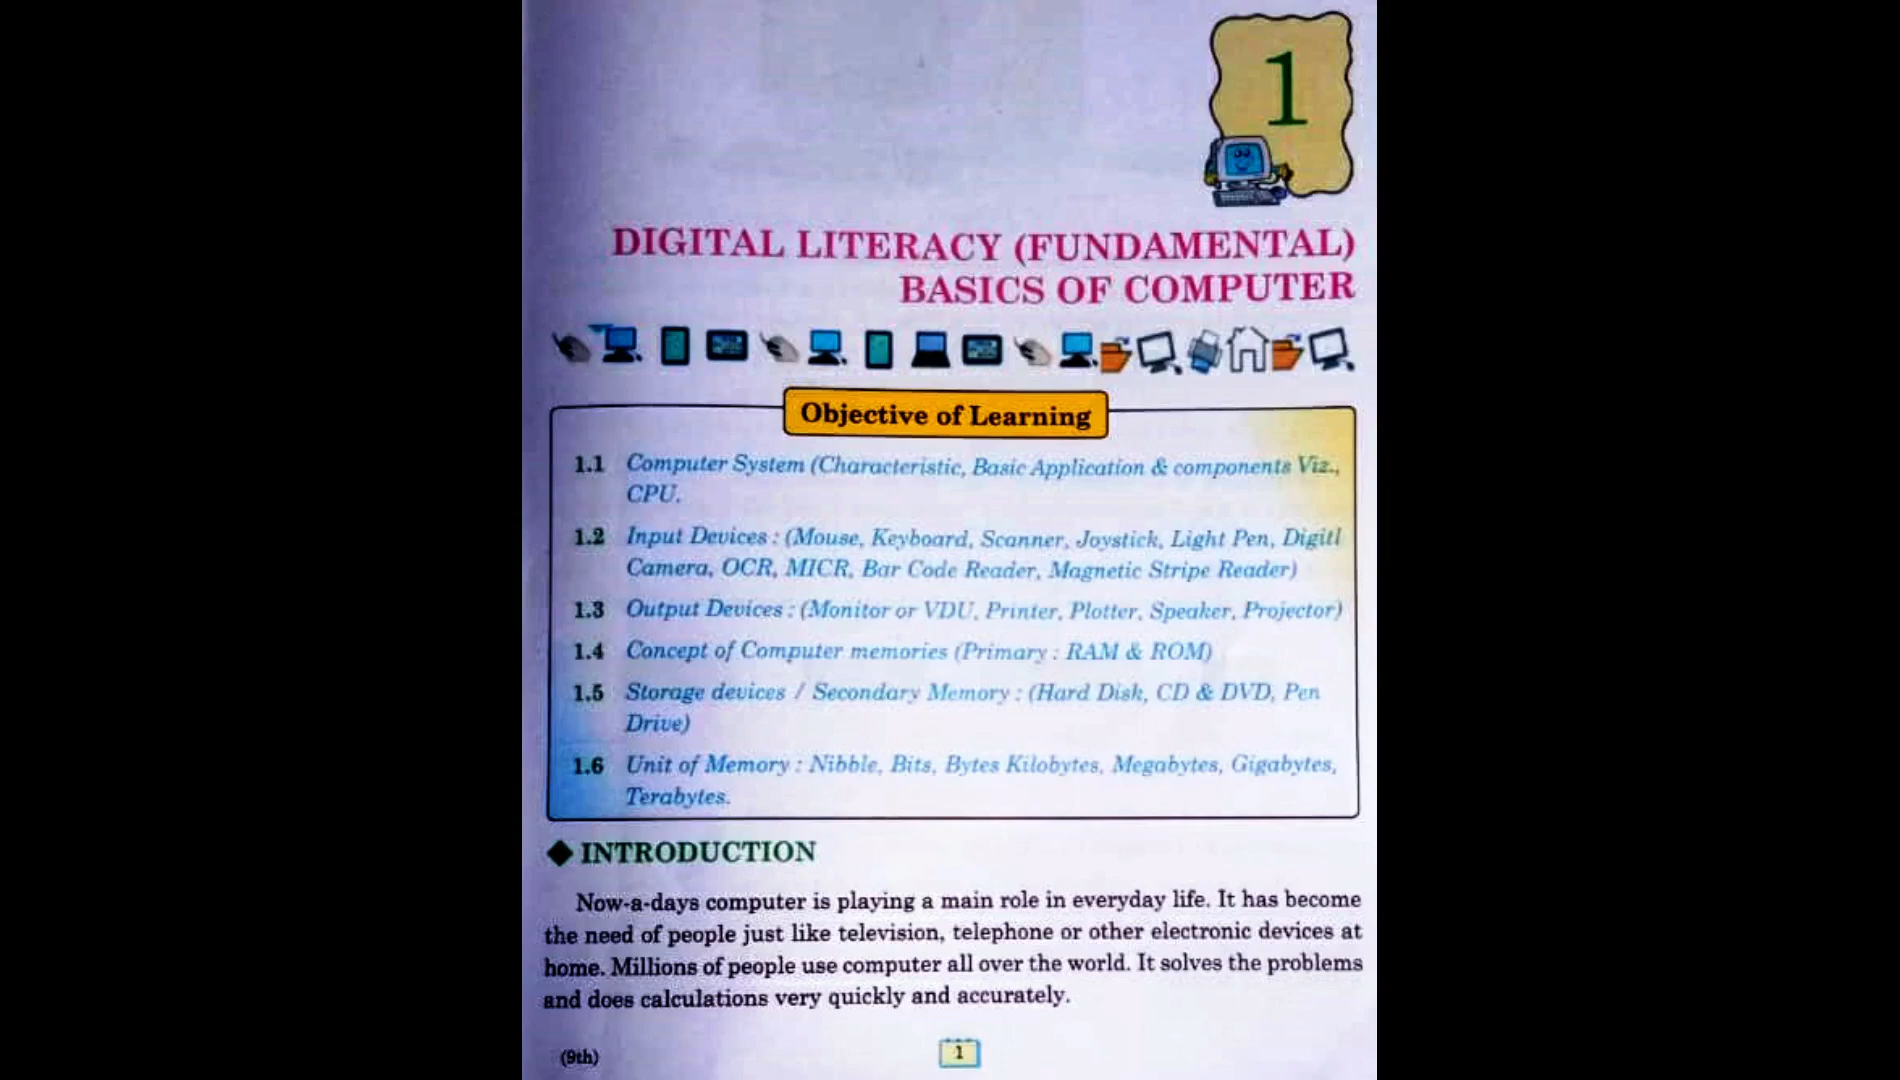 1
DIGITAL LITERACY (FUNDAMENTAL)
BASICS OF COMPUTER
Objective of Learning
1.1 Computer System (Characteristic, Basic Application & components Viz.,
CPU.
1.2 Input Devices : (Mouse, Keyboard, Scanner, Joystick, Light Pen, Digitl
Camera, OCR, MICR, Bar Code Reader, Magnetic Stripe Reader)
1.3 Output Devices : (Monitor or VDU, Printer, Plotter, Speaker, Projector)
1.4 Concept of Computer memories (Primary : RAM & ROM)
1.5 Storage devices / Secondary Memory : (Hard Disk, CD & DVD, Pen
Drive)
1.6 Unit of Memory : Nibble, Bits, Bytes Kilobytes, Megabytes, Gigabytes,
Terabytes.
◆ INTRODUCTION
Now-a-days computer is playing a main role in everyday life. It has become
the need of people just like television, telephone or other electronic devices at
home. Millions of people use computer all over the world. It solves the problems
and does calculations very quickly and accurately.
(9th) 1